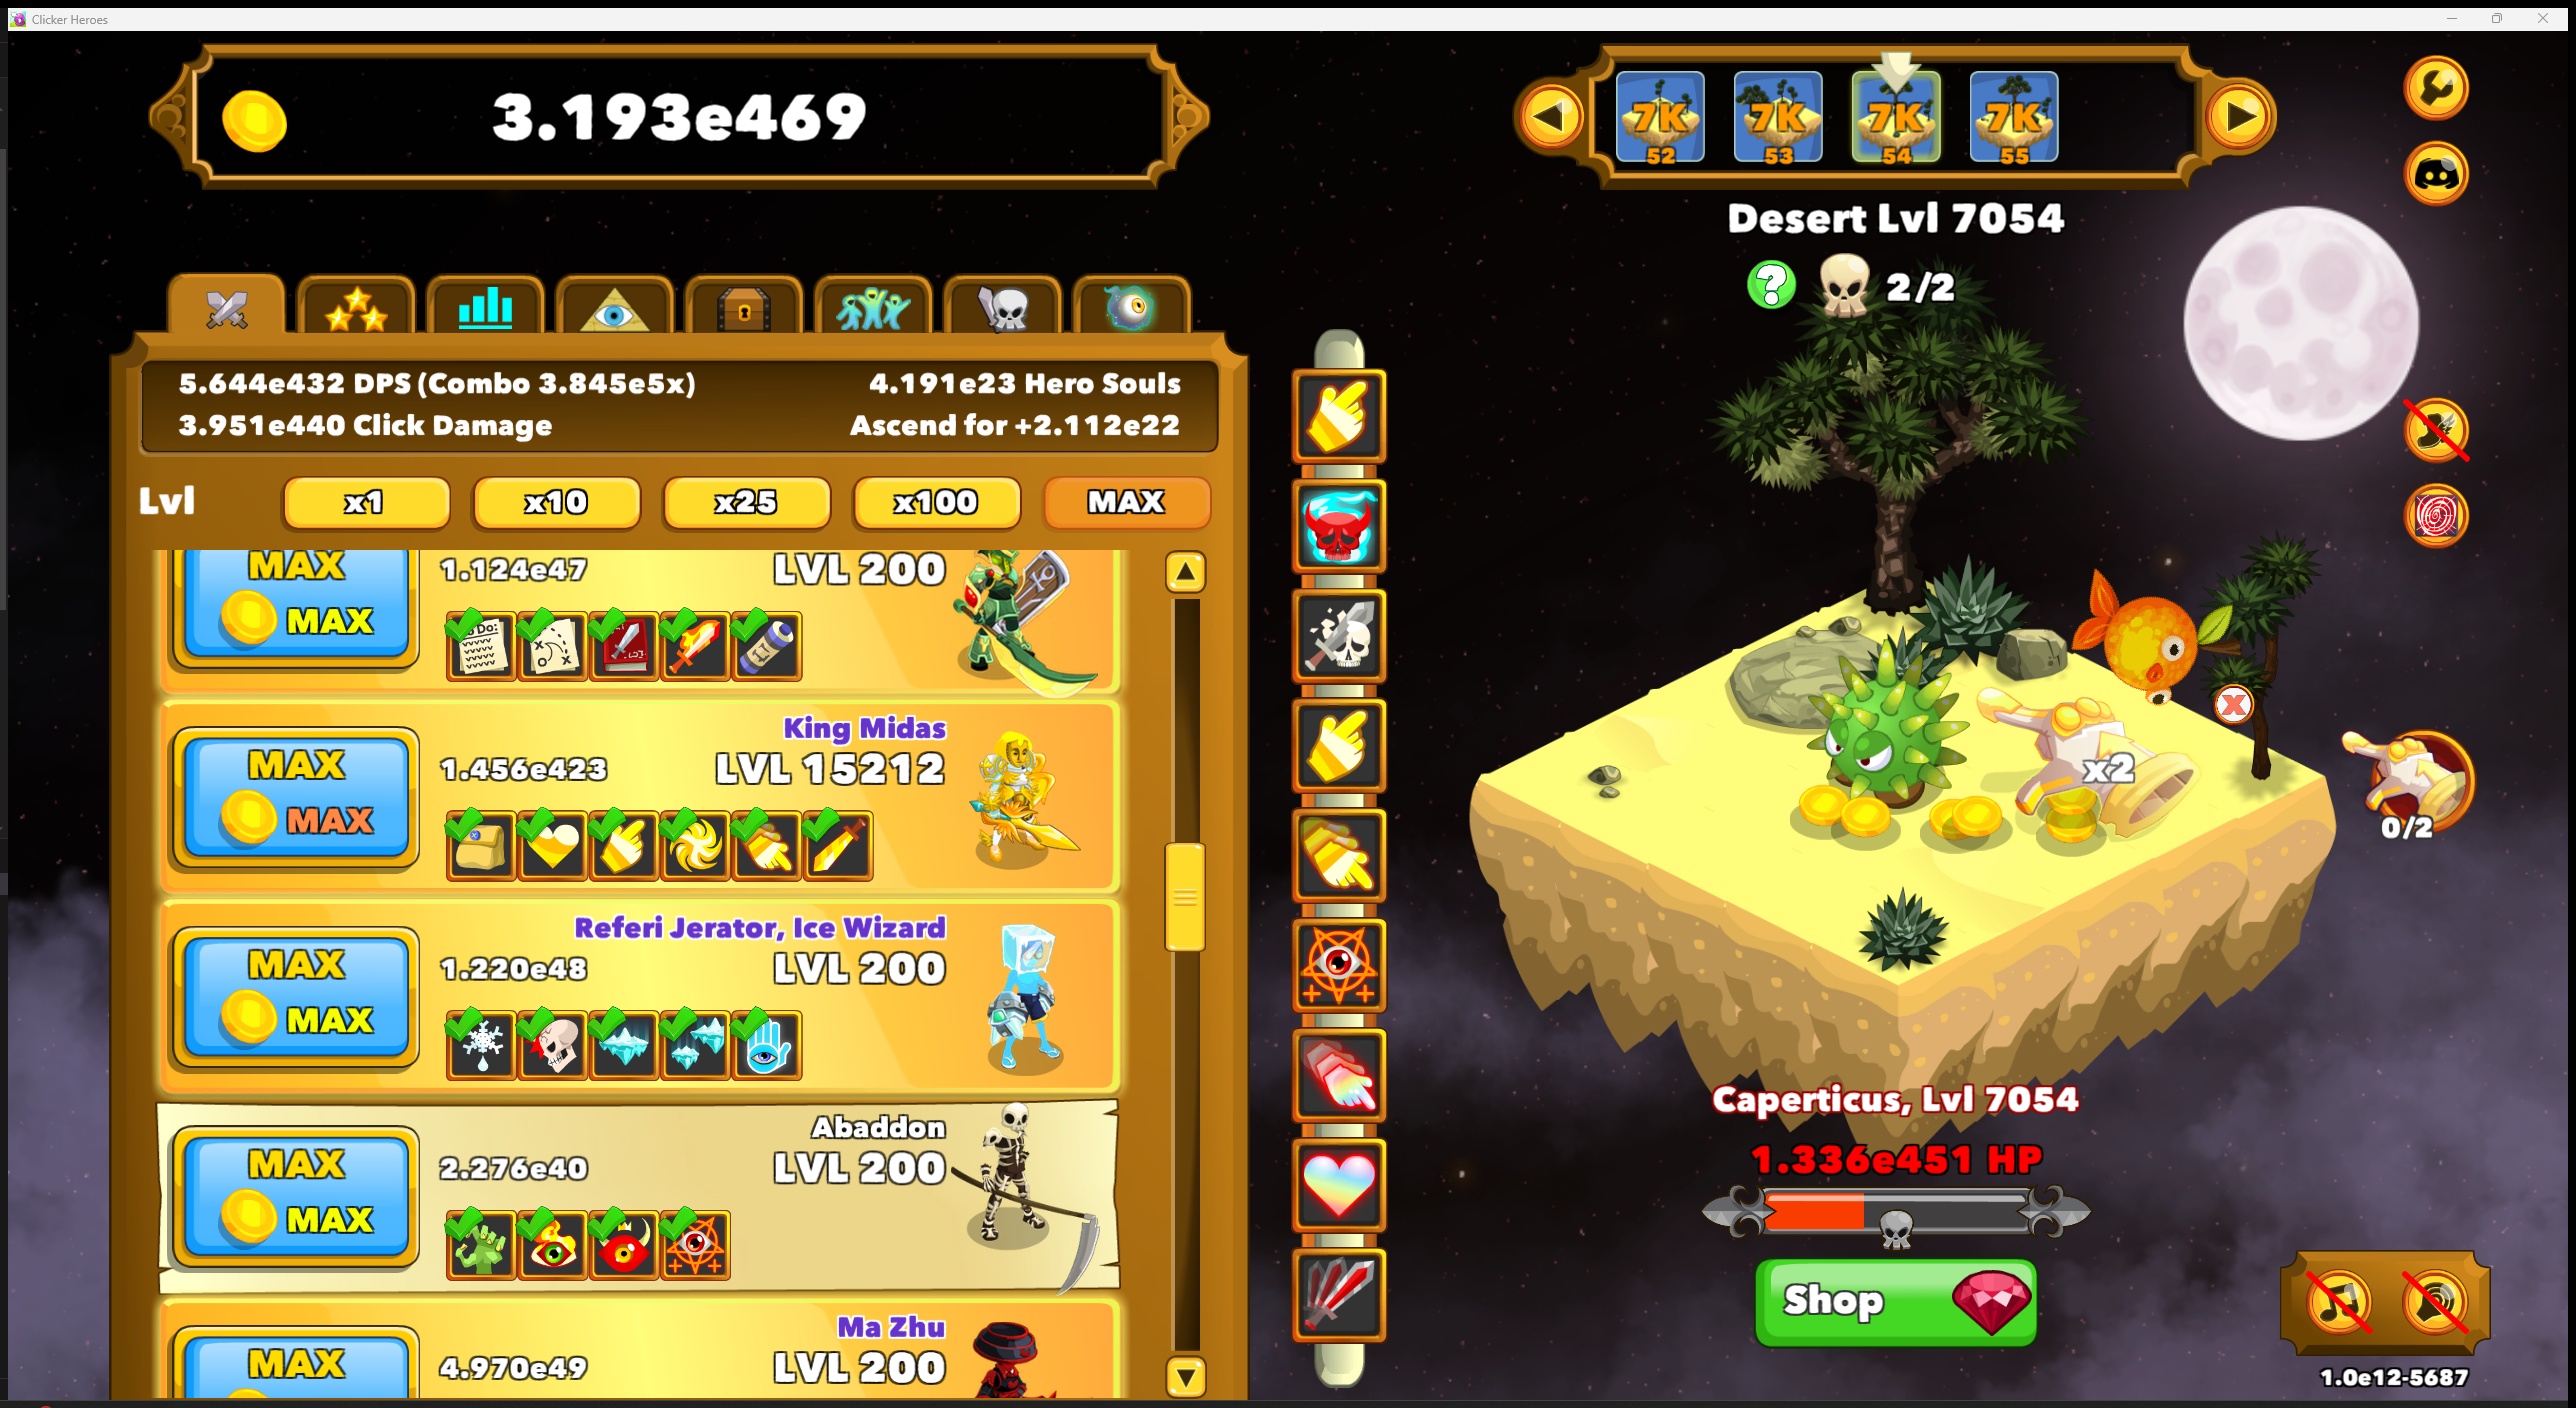 Clicker Heroes
3.193e469
7K
52
7K
53
7K
54
7K
55
Desert Lvl 7054
2/2
5.644e432 DPS (Combo 3.845e5x)
4.191e23 Hero Souls
3.951e440 Click Damage
Ascend for +2.112e22
Lvl
x1
x10
x25
x100
MAX
MAX
1.124e47
LVL 200
MAX
King Midas
MAX
1.456e423
LVL 15212
MAX
Referi Jerator, Ice Wizard
MAX
1.220e48
LVL 200
MAX
Abaddon
MAX
2.276e40
LVL 200
MAX
Ma Zhu
MAX
4.970e49
LVL 200
x2
0/2
Caperticus, Lvl 7054
1.336e451 HP
Shop
1.0e12-5687